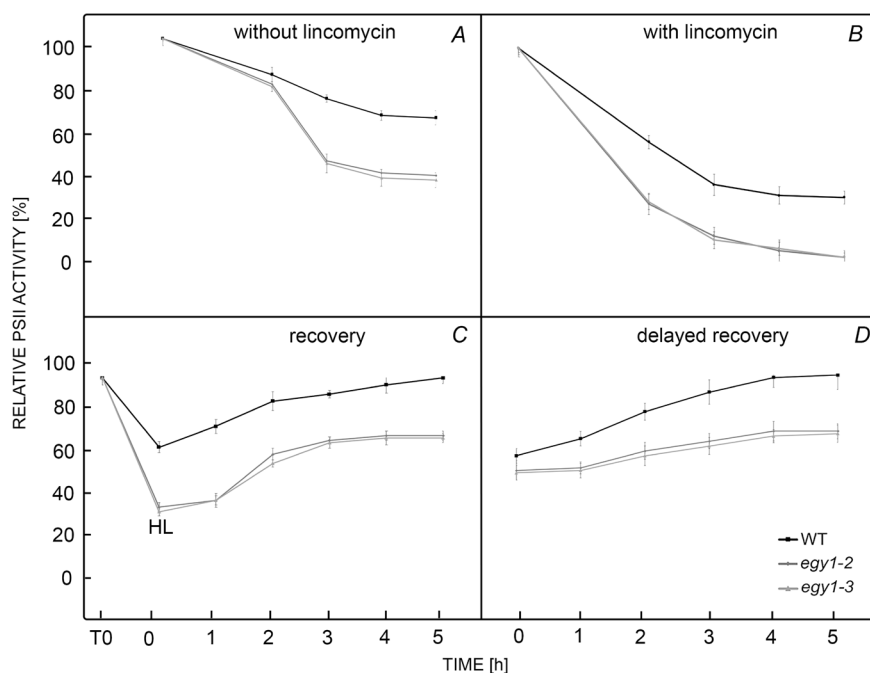 without lincomycin A
with lincomycin B
100
80
60
40
20
0
RELATIVE PSII ACTIVITY [%]
recovery C
delayed recovery D
100
80
60
40
20
0
HL
WT
egy1-2
egy1-3
T0 0 1 2 3 4 5
0 1 2 3 4 5
TIME [h]